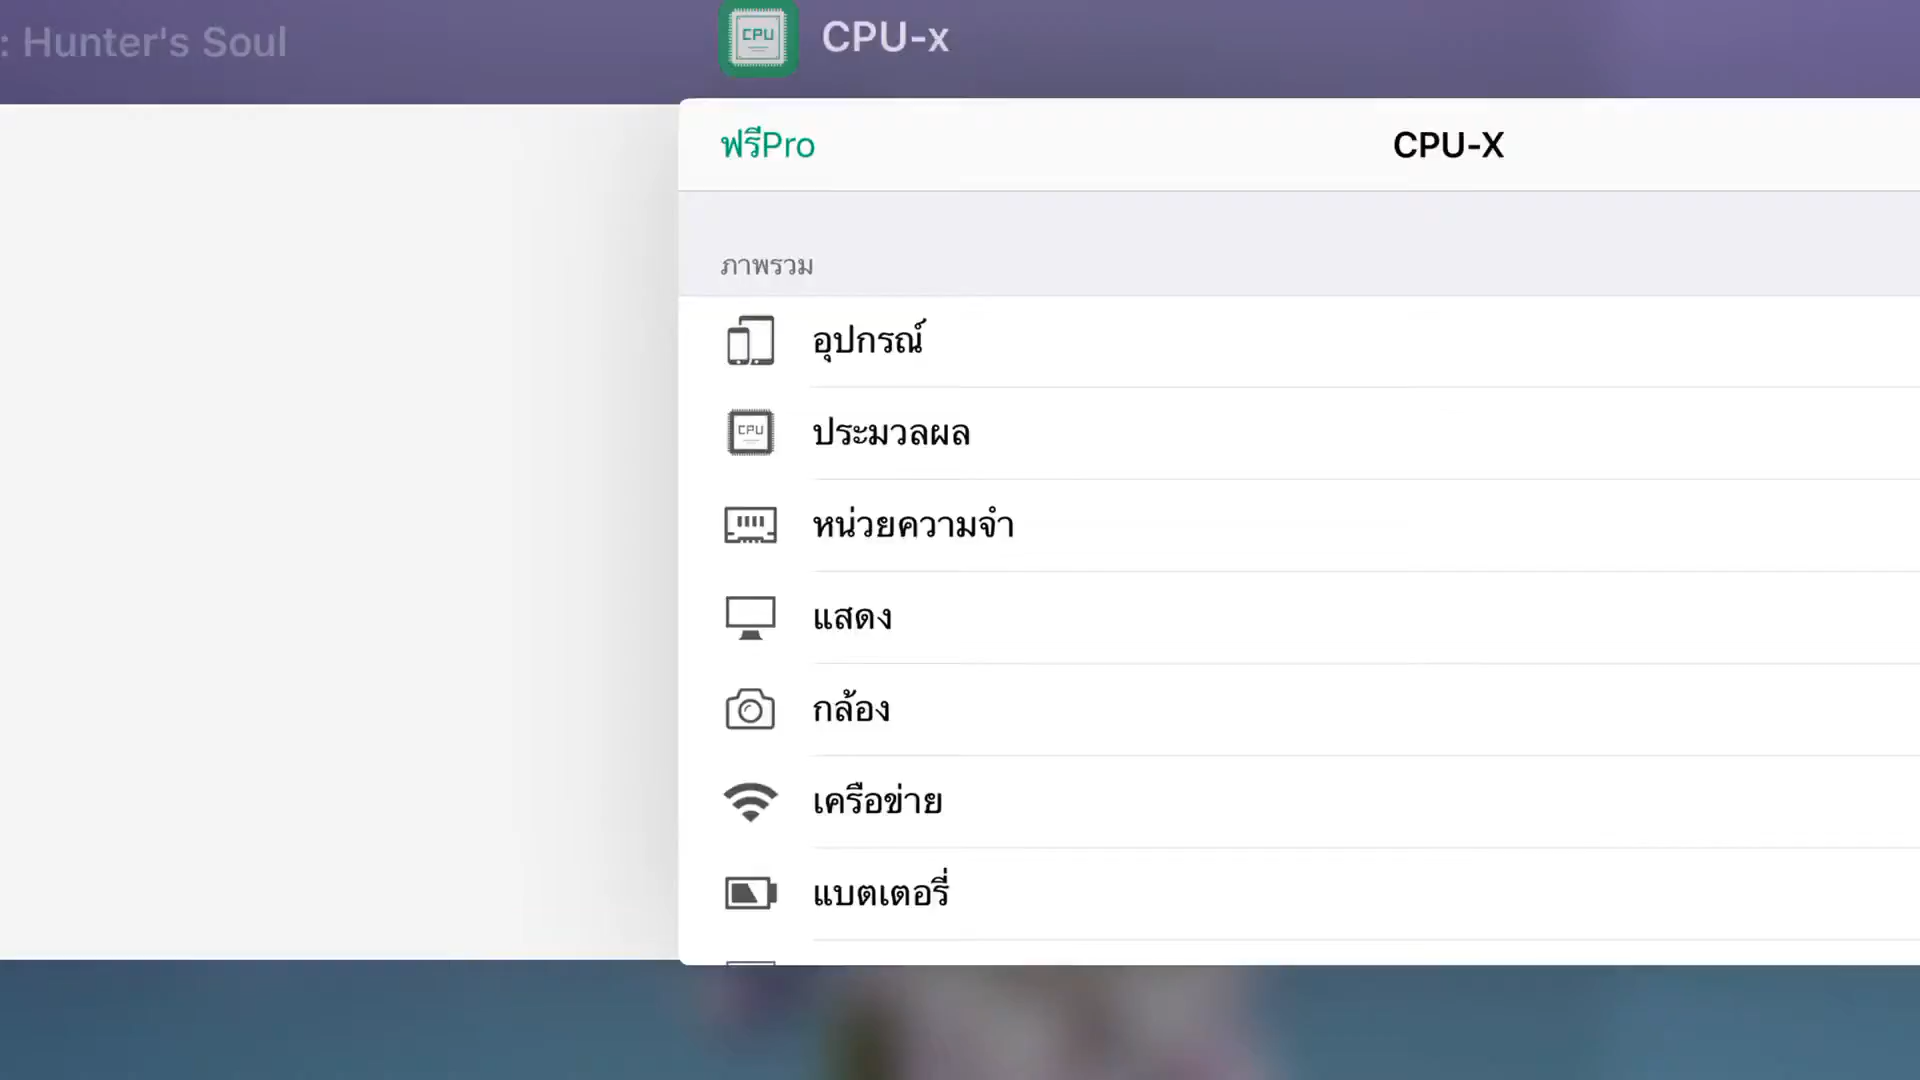 : Hunter's Soul
CPU
CPU-x
ฟรีPro
CPU-X
ภาพรวม
อุปกรณ์
CPU
ประมวลผล
หน่วยความจำ
แสดง
กล้อง
เครือข่าย
แบตเตอรี่